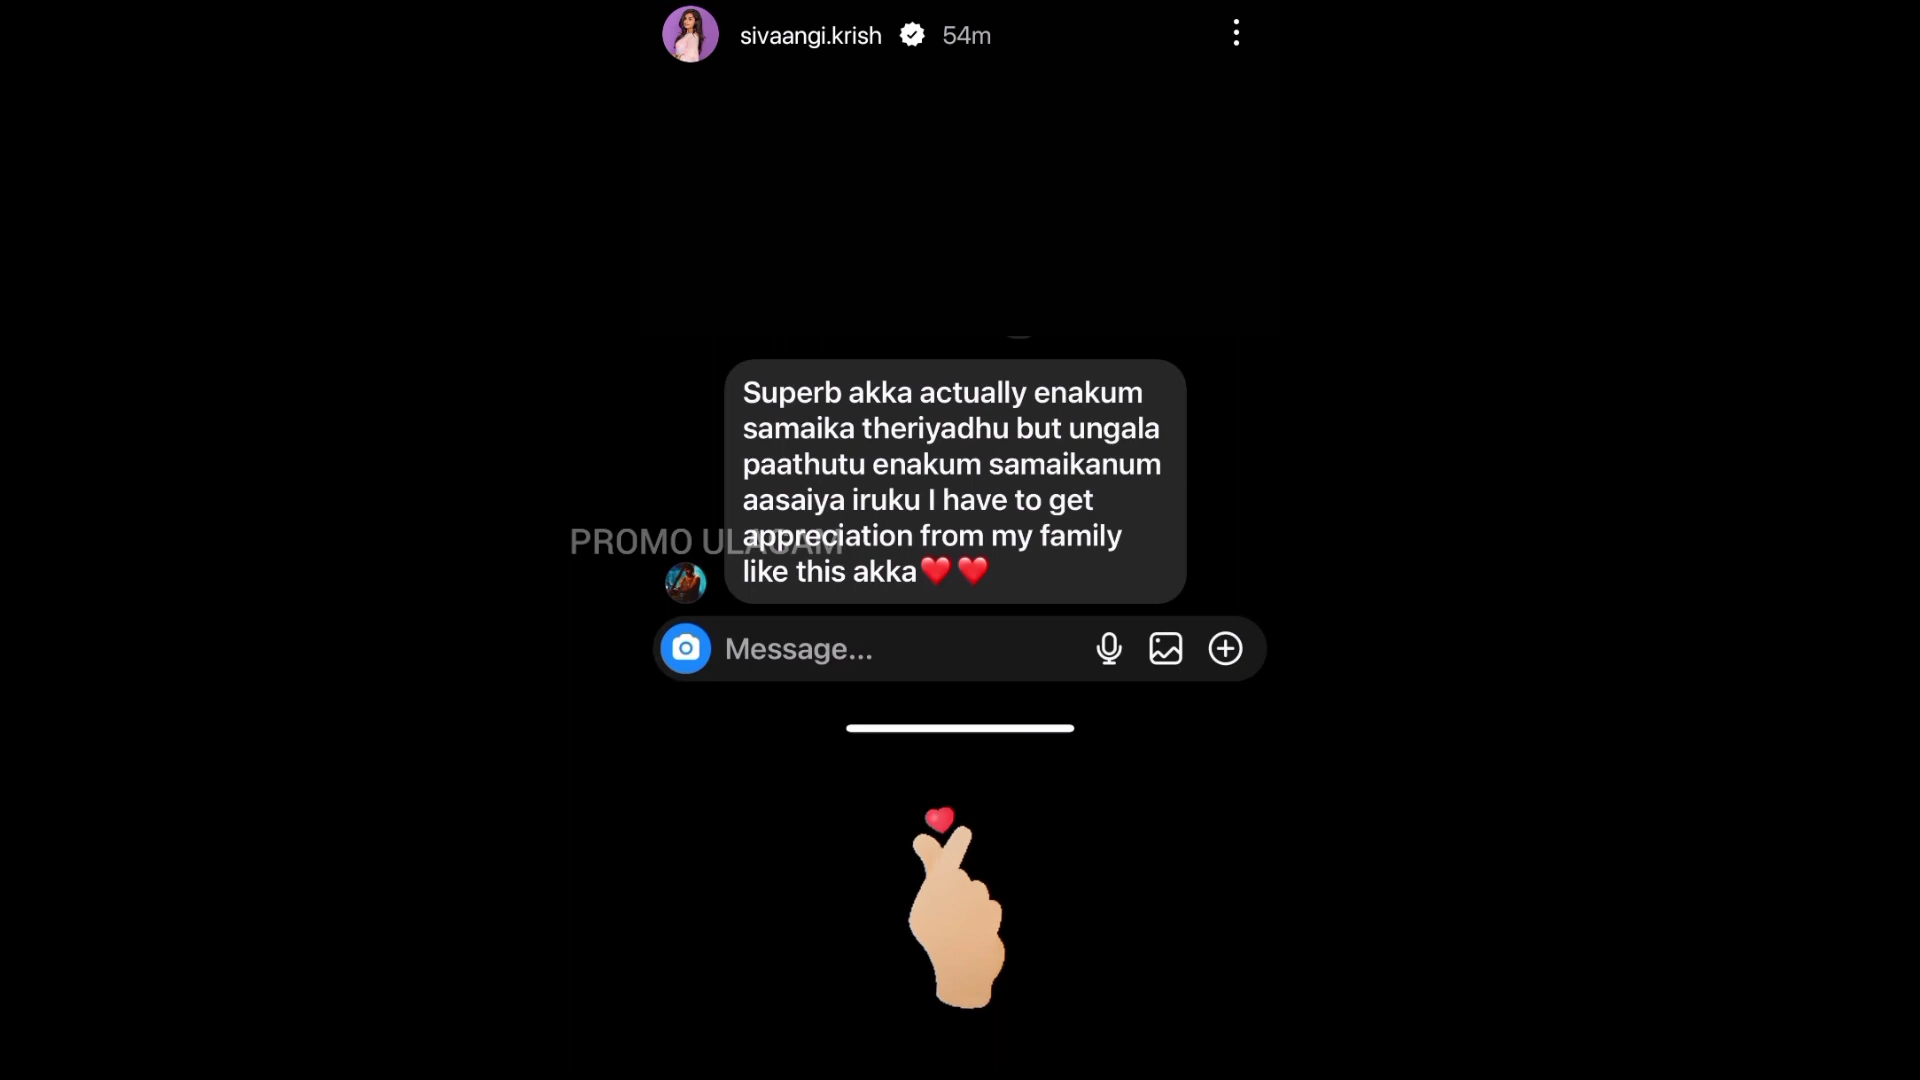 sivaangi.krish 54m
Superb akka actually enakum
samaika theriyadhu but ungala
paathutu enakum samaikanum
aasaiya iruku I have to get
appreciation from my family
like this akka❤️❤️
PROMO ULAGAM
Message...